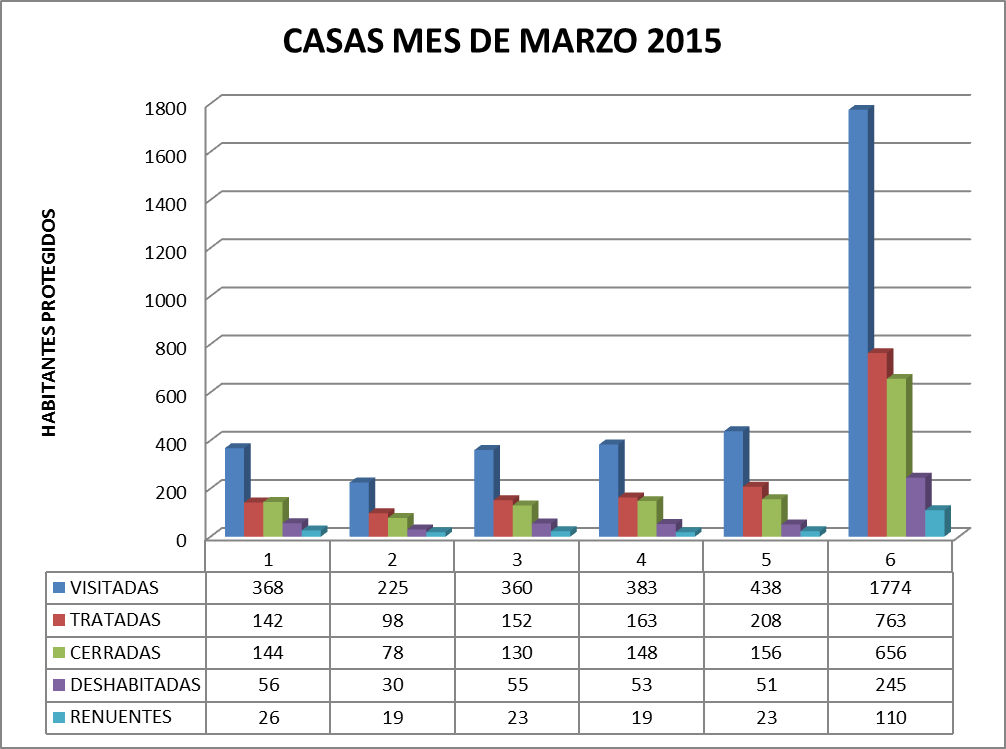 CASAS MES DE MARZO 2015
HABITANTES PROTEGIDOS
1800
1600
1400
1200
1000
800
600
400
200
0
1 2 3 4 5 6
VISITADAS 368 225 360 383 438 1774
TRATADAS 142 98 152 163 208 763
CERRADAS 144 78 130 148 156 656
DESHABITADAS 56 30 55 53 51 245
RENUENTES 26 19 23 19 23 110